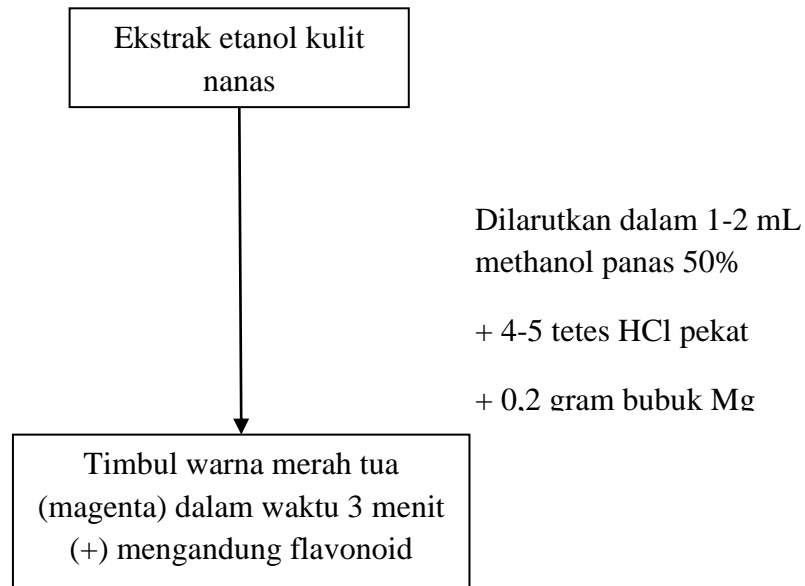 Ekstrak etanol kulit
nanas
Dilarutkan dalam 1-2 mL
methanol panas 50%
+ 4-5 tetes HCl pekat
+ 0,2 gram bubuk Mg
Timbul warna merah tua
(magenta) dalam waktu 3 menit
(+) mengandung flavonoid